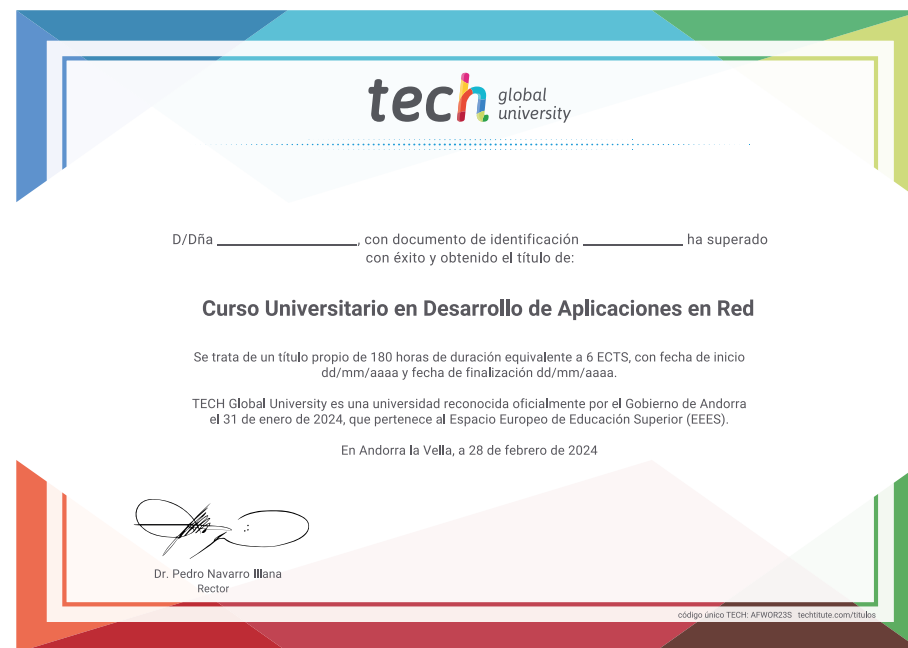 tech global university
D/Dña ____________________, con documento de identificación ______________ ha superado
con éxito y obtenido el título de:
Curso Universitario en Desarrollo de Aplicaciones en Red
Se trata de un título propio de 180 horas de duración equivalente a 6 ECTS, con fecha de inicio
dd/mm/aaaa y fecha de finalización dd/mm/aaaa.
TECH Global University es una universidad reconocida oficialmente por el Gobierno de Andorra
el 31 de enero de 2024, que pertenece al Espacio Europeo de Educación Superior (EEES).
En Andorra la Vella, a 28 de febrero de 2024
Dr. Pedro Navarro Illana
Rector
código único TECH: AFWOR23S techtitute.com/titulos